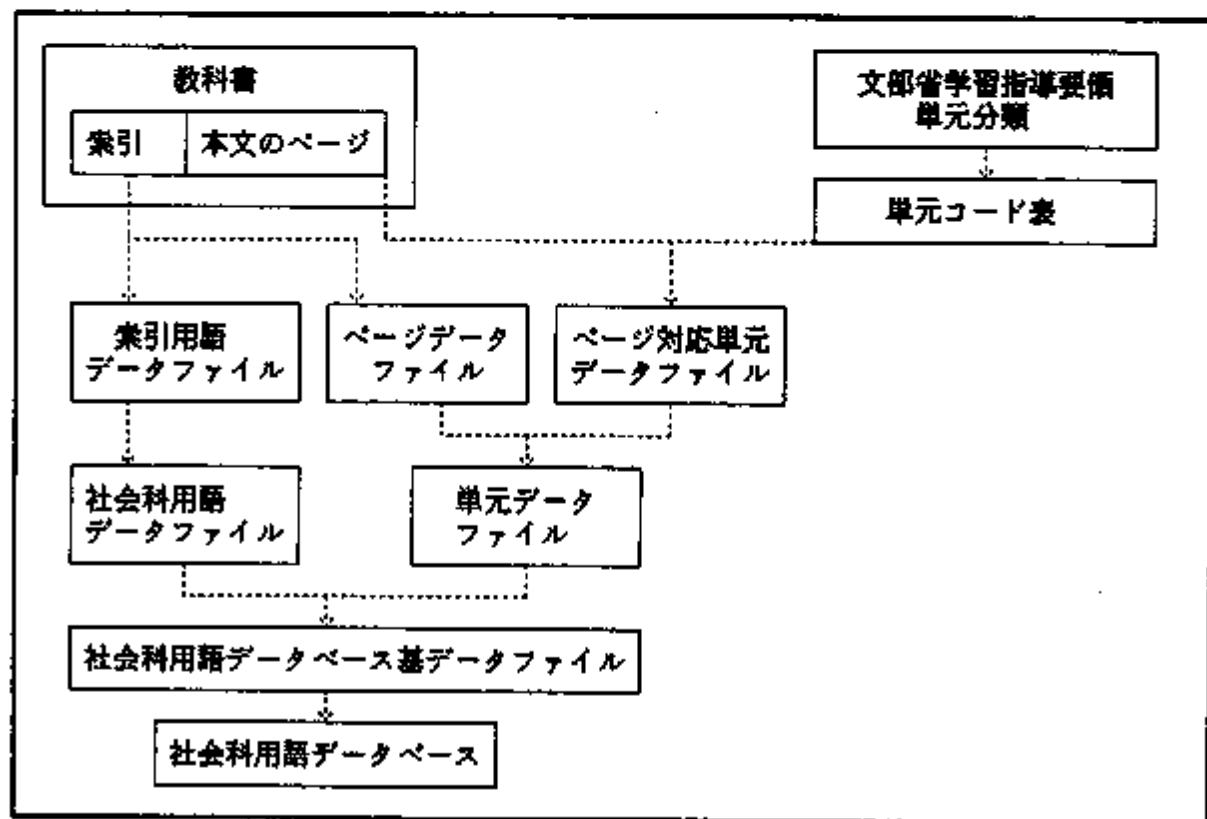 教科書
索引 本文のページ
文部省学習指導要領
単元分類
単元コード表
索引用語
データファイル
ページデータ
ファイル
ページ対応単元
データファイル
社会科用語
データファイル
単元データ
ファイル
社会科用語データベース基データファイル
社会科用語データベース